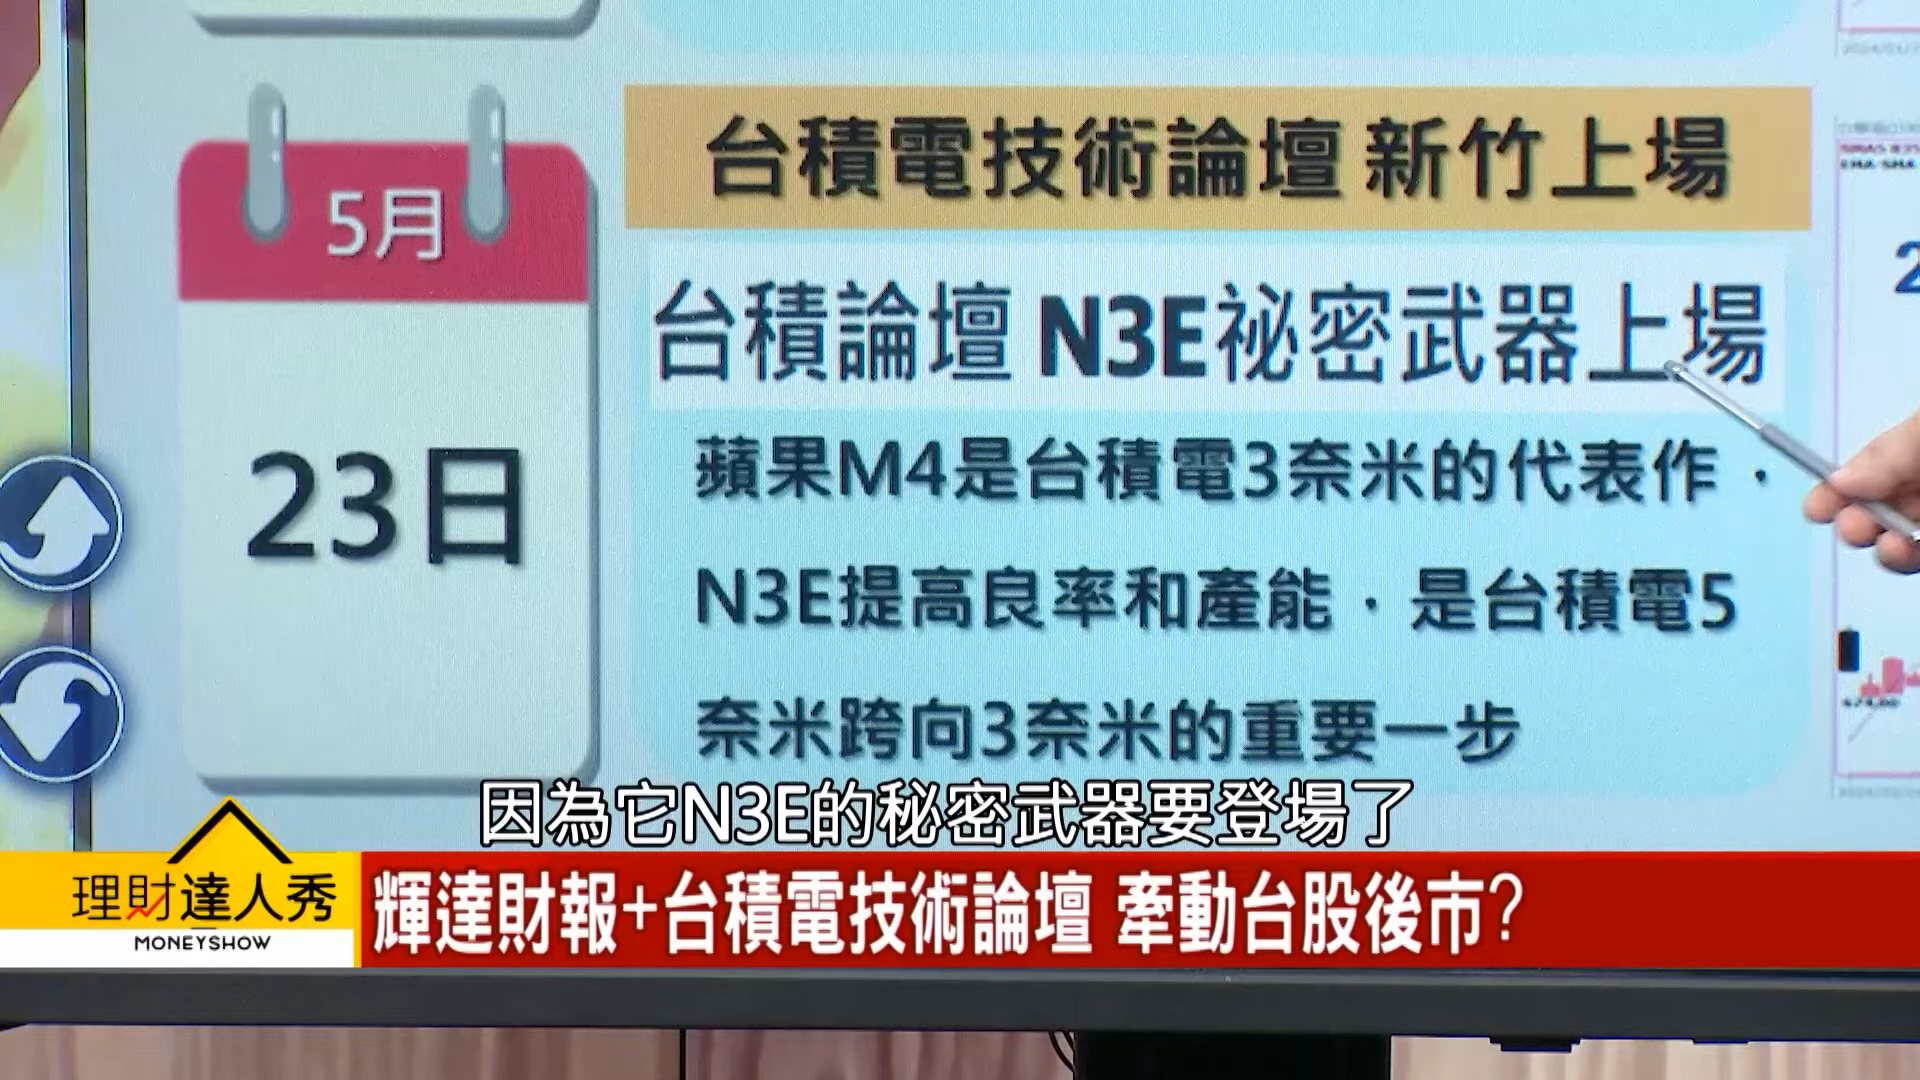 台積電技術論壇 新竹上場
5月
23日
台積論壇 N3E祕密武器上場
蘋果M4是台積電3奈米的代表作，
N3E提高良率和產能，是台積電5
奈米跨向3奈米的重要一步
因為它N3E的秘密武器要登場了
理財達人秀
MONEYSHOW
輝達財報+台積電技術論壇 牽動台股後市?